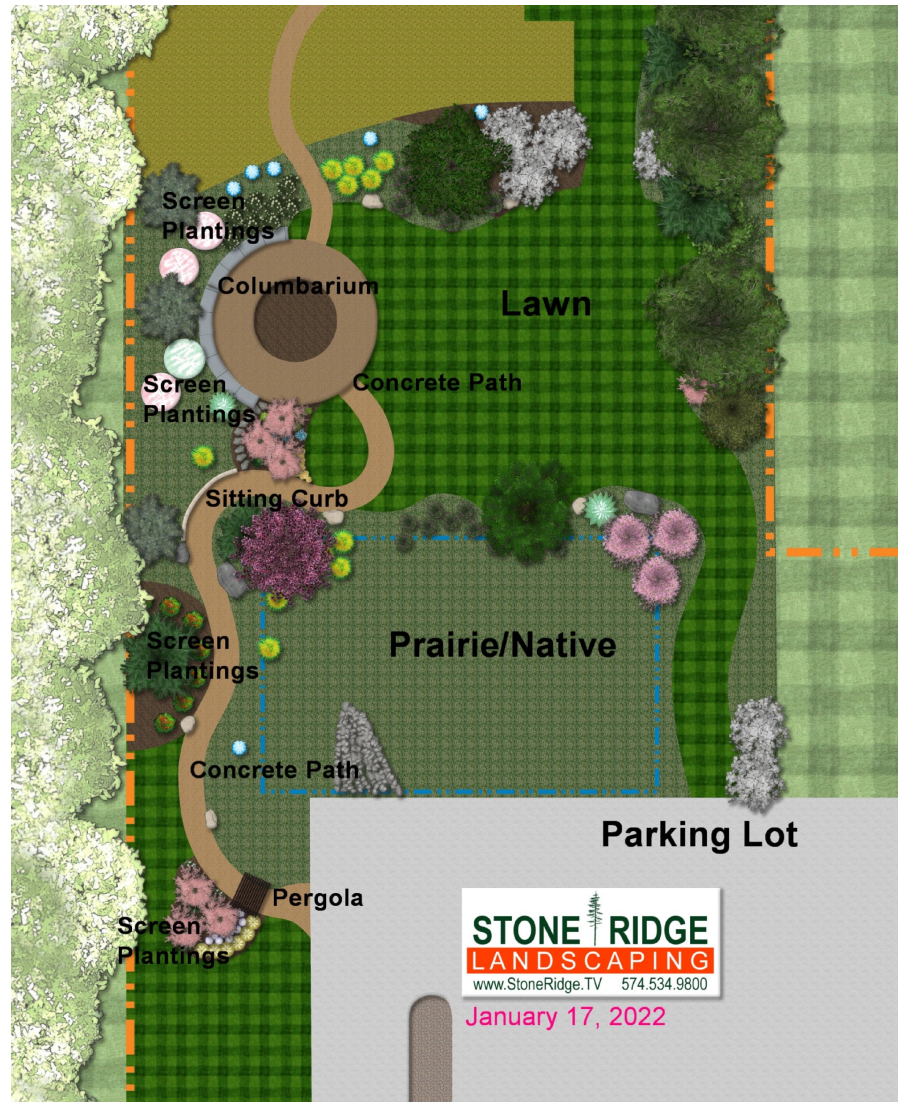 Screen
Plantings
Columbarium
Lawn
Screen
Plantings
Concrete Path
Sitting Curb
Screen
Plantings
Prairie/Native
Concrete Path
Parking Lot
Pergola
Screen
Plantings
STONE RIDGE
LANDSCAPING
www.StoneRidge.TV 574.534.9800
January 17, 2022